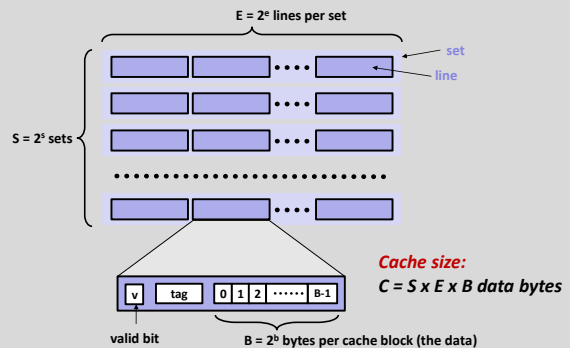 E = 2ᵉ lines per set
set
line
S = 2ˢ sets
Cache size:
C = S x E x B data bytes
v
tag
0
1
2
B-1
valid bit
B = 2ᵇ bytes per cache block (the data)